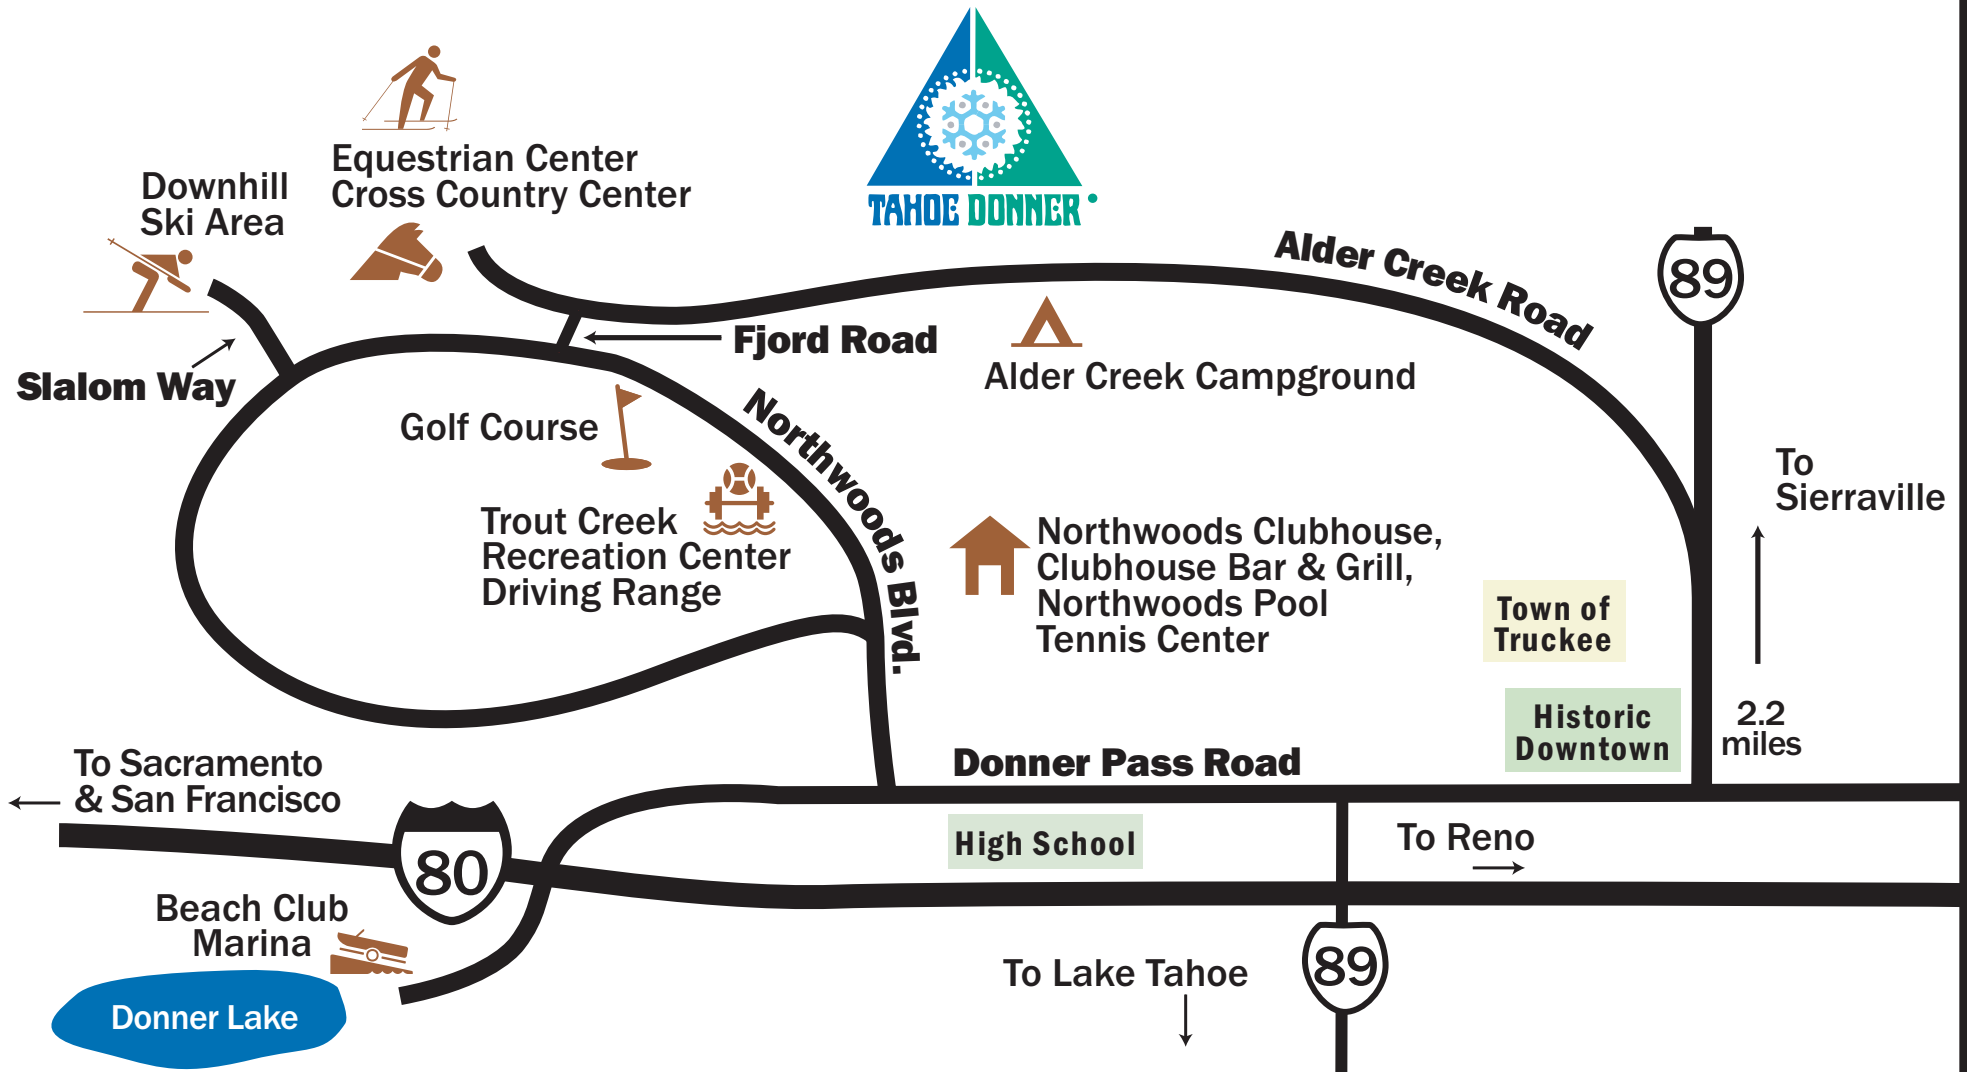 TAHOE DONNER
Equestrian Center
Cross Country Center
Downhill
Ski Area
Alder Creek Road
89
Fjord Road
Slalom Way
Alder Creek Campground
Golf Course
Northwoods Blvd.
To
Sierraville
Trout Creek
Recreation Center
Driving Range
Northwoods Clubhouse,
Clubhouse Bar & Grill,
Northwoods Pool
Tennis Center
Town of
Truckee
Historic
Downtown
2.2
miles
To Sacramento
& San Francisco
Donner Pass Road
High School
To Reno
80
Beach Club
Marina
To Lake Tahoe
89
Donner Lake